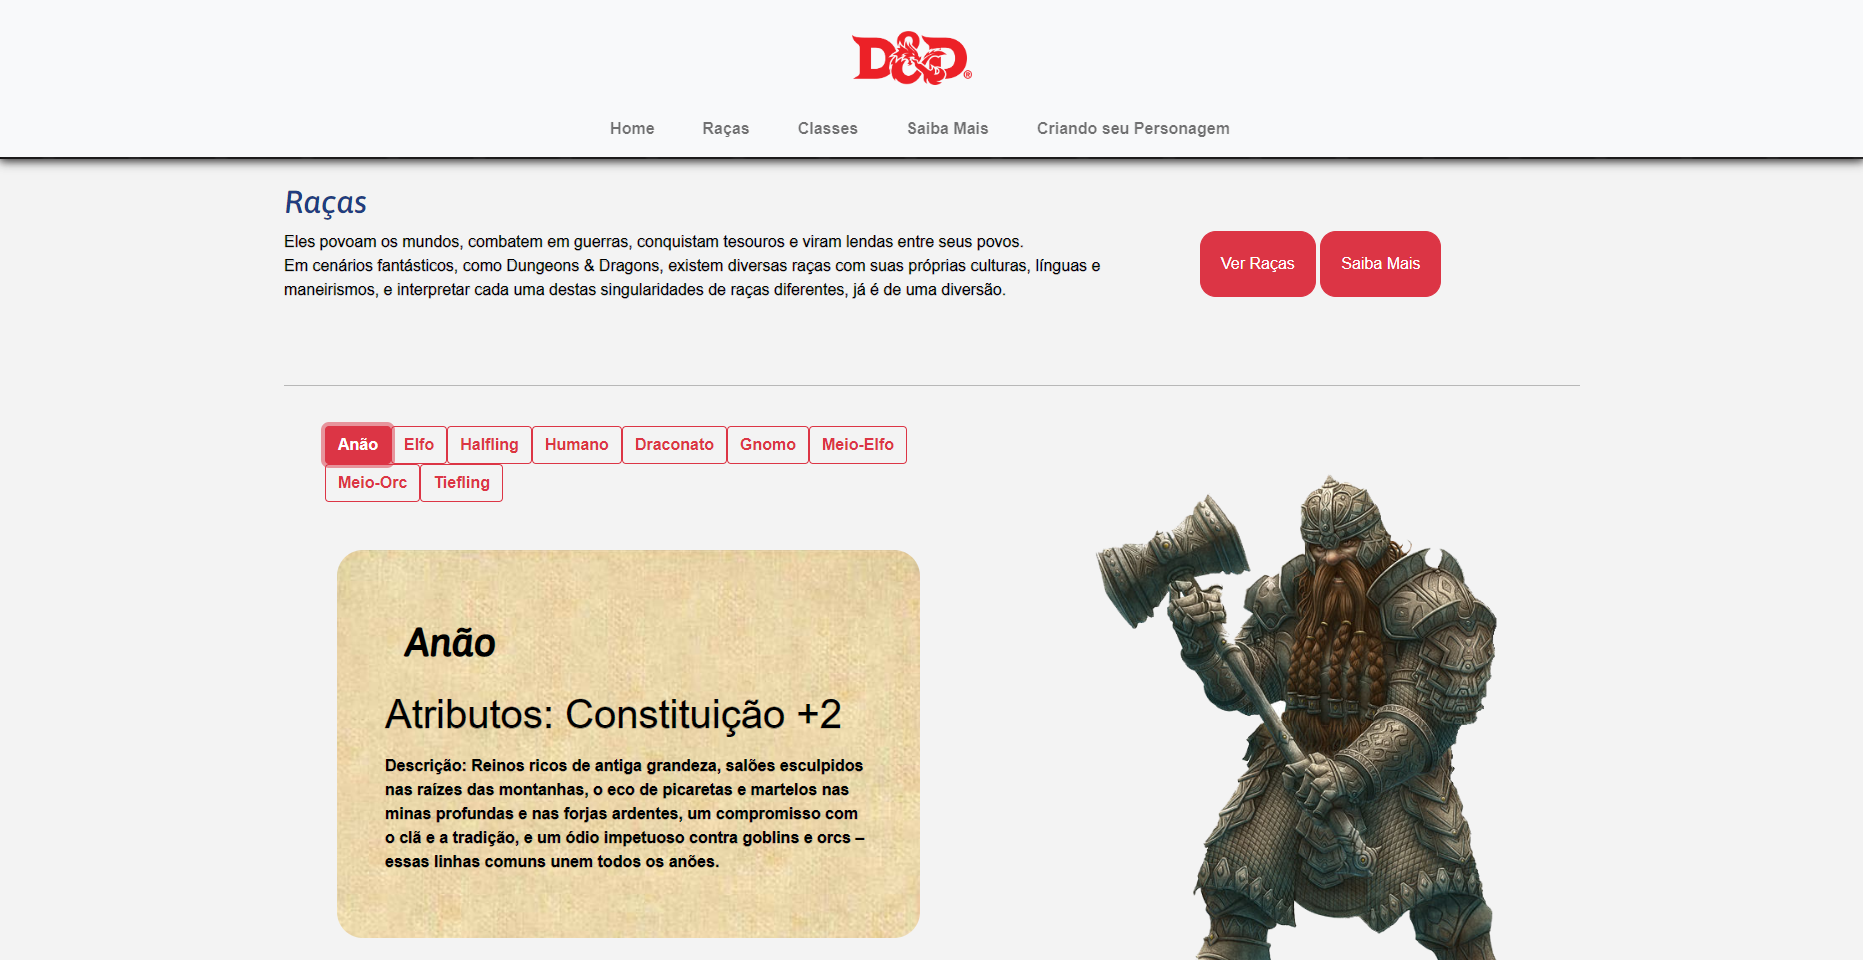 D&D®
Home Raças Classes Saiba Mais Criando seu Personagem
Raças
Eles povoam os mundos, combatem em guerras, conquistam tesouros e viram lendas entre seus povos.
Em cenários fantásticos, como Dungeons & Dragons, existem diversas raças com suas próprias culturas, línguas e
maneirismos, e interpretar cada uma destas singularidades de raças diferentes, já é de uma diversão.
Ver Raças Saiba Mais
Anão Elfo Halfling Humano Draconato Gnomo Meio-Elfo
Meio-Orc Tiefling
Anão
Atributos: Constituição +2
Descrição: Reinos ricos de antiga grandeza, salões esculpidos
nas raízes das montanhas, o eco de picaretas e martelos nas
minas profundas e nas forjas ardentes, um compromisso com
o clã e a tradição, e um ódio impetuoso contra goblins e orcs –
essas linhas comuns unem todos os anões.